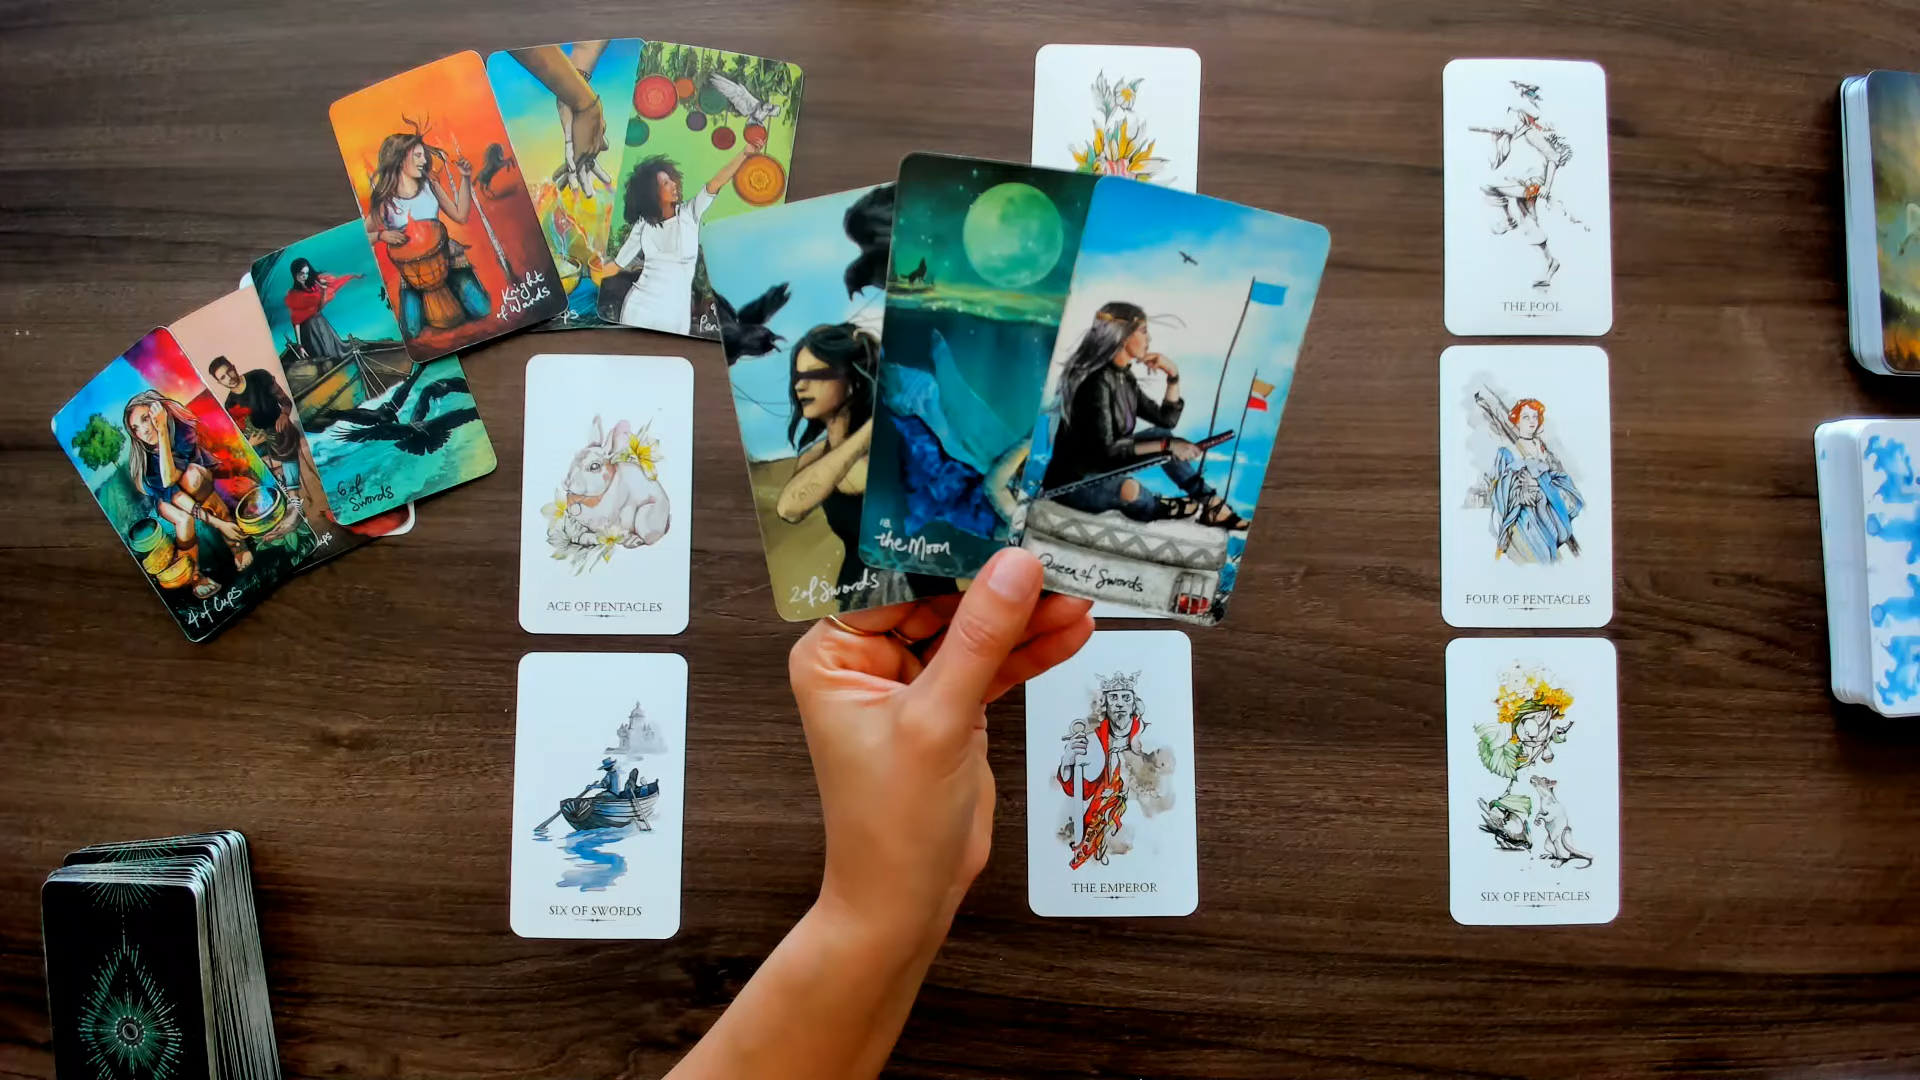 Knight
of Wands
THE FOOL
6 of
Swords
4 of Cups
2 of Swords
18.
the Moon
Queen of Swords
ACE OF PENTACLES
FOUR OF PENTACLES
SIX OF SWORDS
THE EMPEROR
SIX OF PENTACLES